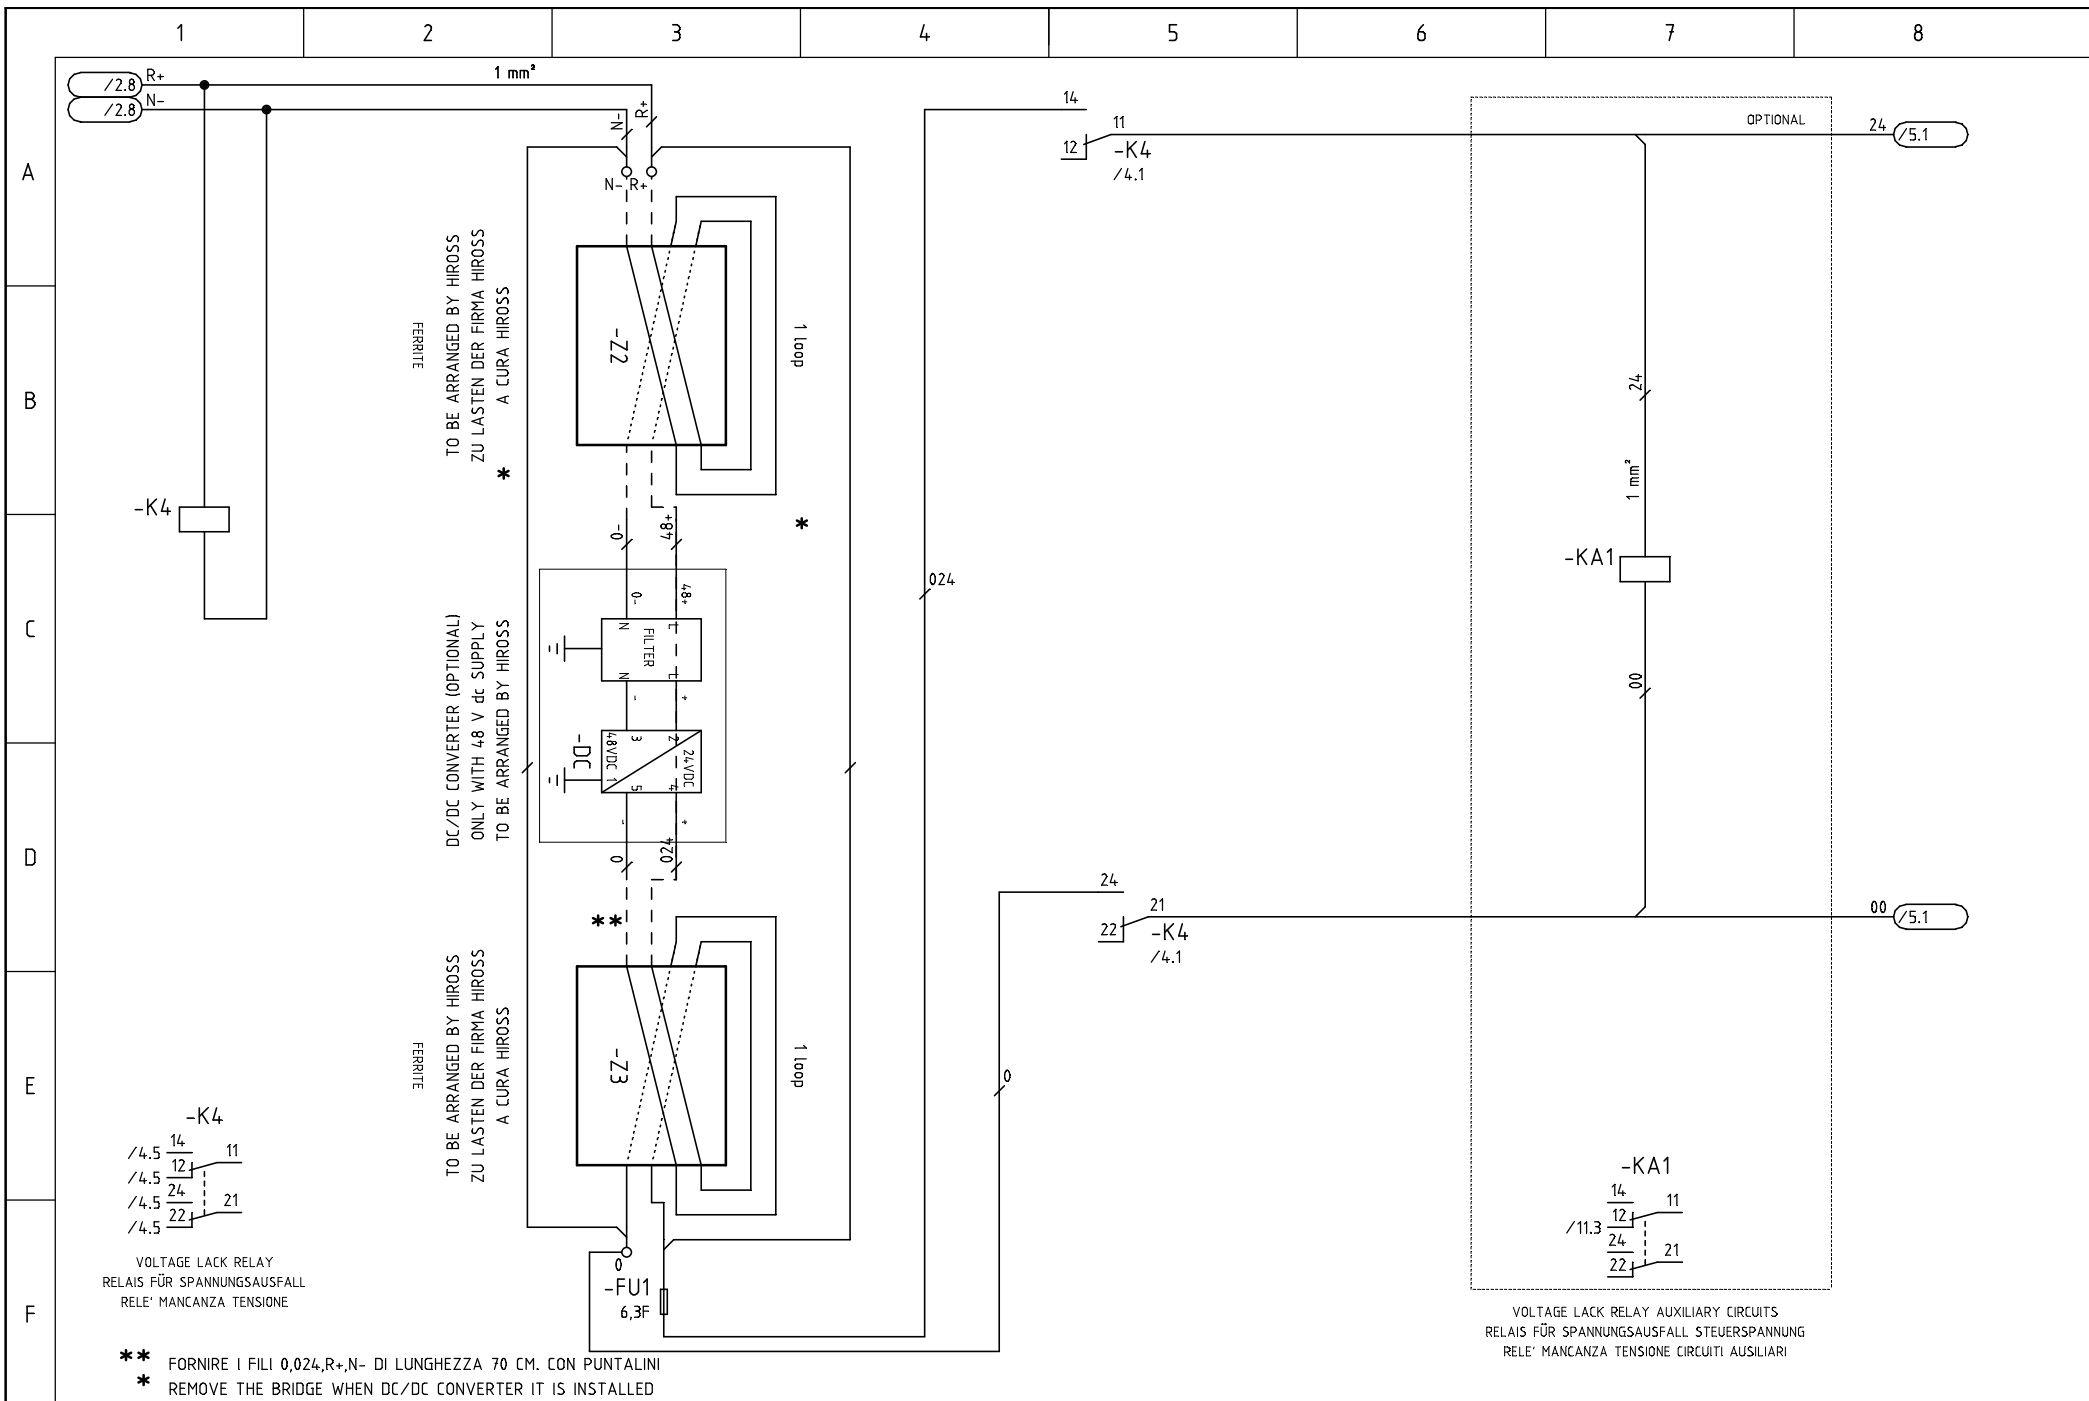 1 2 3 4 5 6 7 8
A
B
C
D
E
F
/2.8 R+
/2.8 N-
1 mm²
N- R+
N- R+
TO BE ARRANGED BY HIROSS
ZU LASTEN DER FIRMA HIROSS
A CURA HIROSS
*
FERRITE
-Z2
1 loop
*
-K4
0- 48+
0- 48+
N L
FILTER
N L
- +
DC/DC CONVERTER (OPTIONAL)
ONLY WITH 48 V dc SUPPLY
TO BE ARRANGED BY HIROSS
-DC
48VDC 1
3 2
24VDC
5 4
- +
0 024
**
TO BE ARRANGED BY HIROSS
ZU LASTEN DER FIRMA HIROSS
A CURA HIROSS
FERRITE
-Z3
1 loop
0
-FU1
6,3F
024
0
14
11
12
-K4
/4.1
24
21
22
-K4
/4.1
OPTIONAL
24 /5.1
24
1 mm²
-KA1
00
00 /5.1
-K4
/4.5 14
11
/4.5 12
/4.5 24
21
/4.5 22
VOLTAGE LACK RELAY
RELAIS FÜR SPANNUNGSAUSFALL
RELE' MANCANZA TENSIONE
-KA1
14
11
/11.3 12
24
21
22
VOLTAGE LACK RELAY AUXILIARY CIRCUITS
RELAIS FÜR SPANNUNGSAUSFALL STEUERSPANNUNG
RELE' MANCANZA TENSIONE CIRCUITI AUSILIARI
** FORNIRE I FILI 0,024,R+,N- DI LUNGHEZZA 70 CM. CON PUNTALINI
* REMOVE THE BRIDGE WHEN DC/DC CONVERTER IT IS INSTALLED